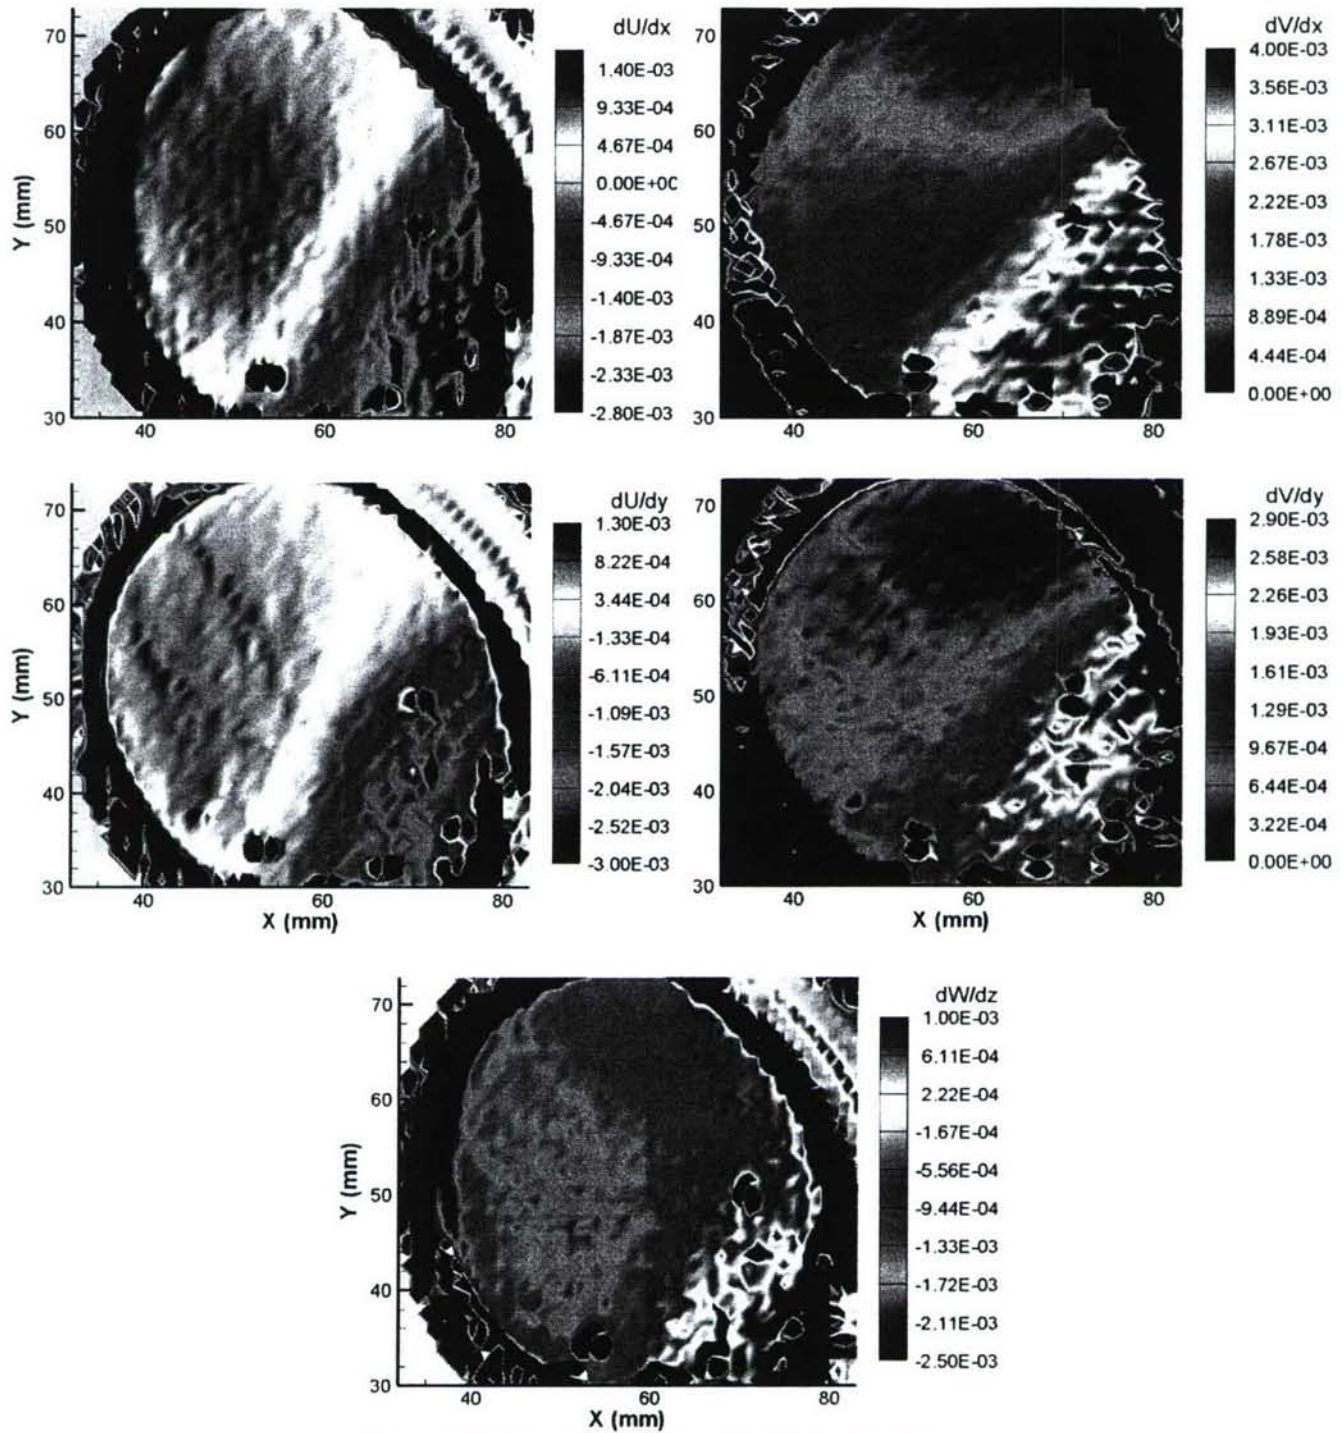 dU/dx
70
60
50
40
30
Y (mm)
40
60
80
1.40E-03
9.33E-04
4.67E-04
0.00E+00
-4.67E-04
-9.33E-04
-1.40E-03
-1.87E-03
-2.33E-03
-2.80E-03
dV/dx
70
60
50
40
30
40
60
80
4.00E-03
3.56E-03
3.11E-03
2.67E-03
2.22E-03
1.78E-03
1.33E-03
8.89E-04
4.44E-04
0.00E+00
dU/dy
70
60
50
40
30
Y (mm)
40
60
80
X (mm)
1.30E-03
8.22E-04
3.44E-04
-1.33E-04
-6.11E-04
-1.09E-03
-1.57E-03
-2.04E-03
-2.52E-03
-3.00E-03
dV/dy
70
60
50
40
30
40
60
80
X (mm)
2.90E-03
2.58E-03
2.26E-03
1.93E-03
1.61E-03
1.29E-03
9.67E-04
6.44E-04
3.22E-04
0.00E+00
dW/dz
70
60
50
40
30
Y (mm)
40
60
80
X (mm)
1.00E-03
6.11E-04
2.22E-04
-1.67E-04
-5.56E-04
-9.44E-04
-1.33E-03
-1.72E-03
-2.11E-03
-2.50E-03